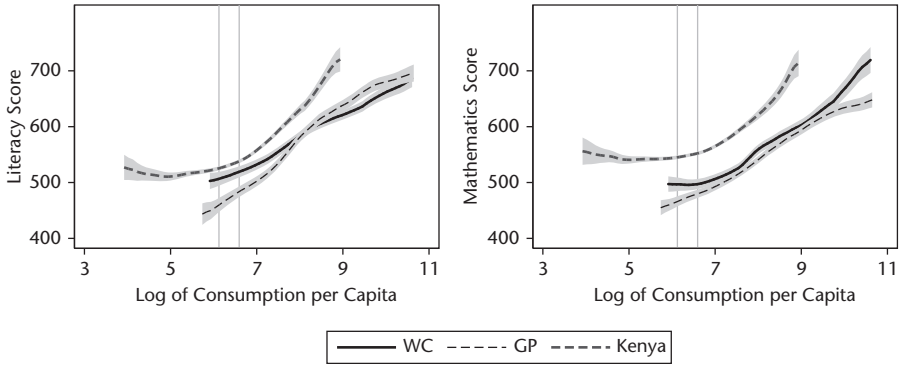 Literacy Score
700
600
500
400
3 5 7 9 11
Log of Consumption per Capita
Mathematics Score
700
600
500
400
3 5 7 9 11
Log of Consumption per Capita
WC GP Kenya